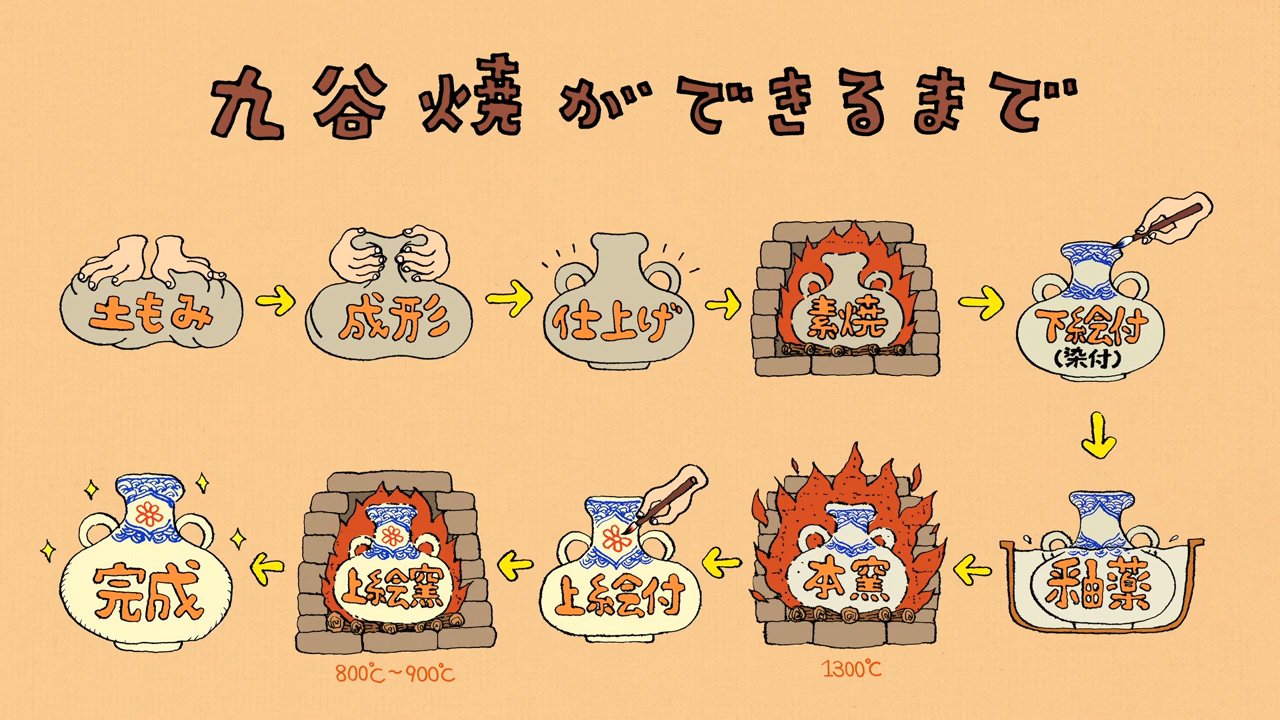 九谷焼ができるまで
土もみ
成形
仕上げ
素焼
下絵付
(染付)
釉薬
本窯
1300℃
上絵付
上絵窯
800℃〜900℃
完成